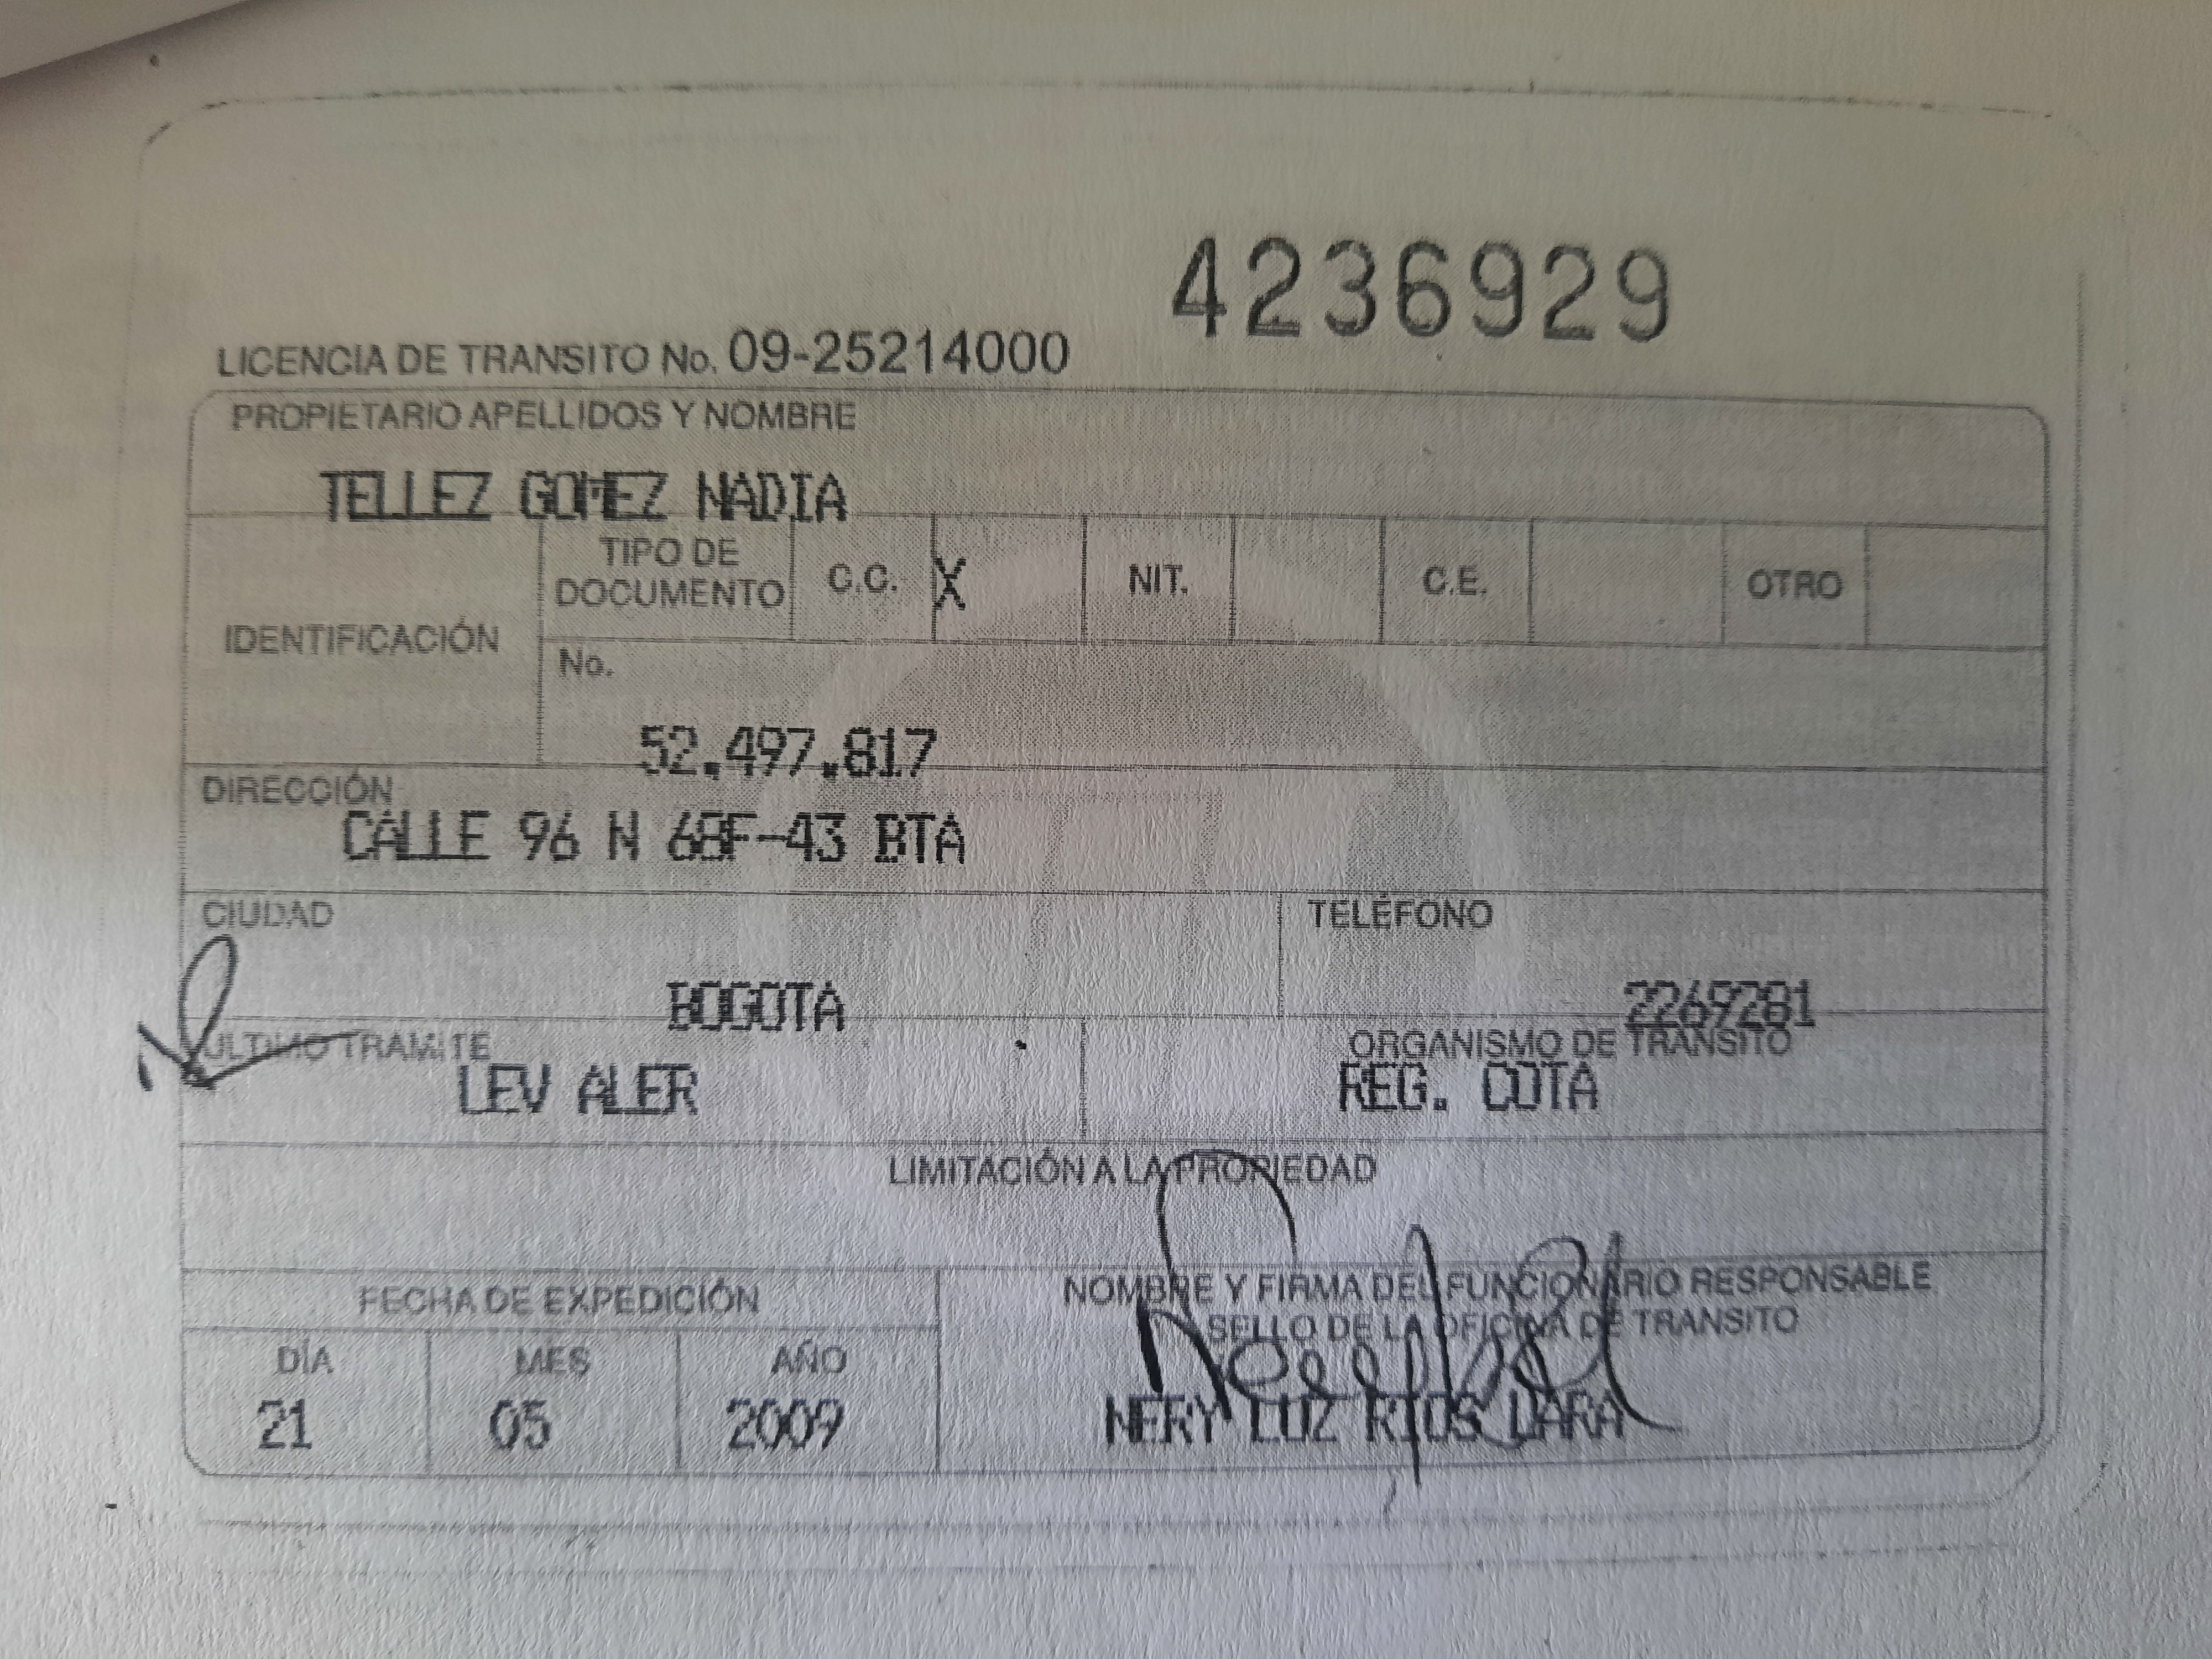 4236929
LICENCIA DE TRANSITO No. 09-25214000
PROPIETARIO APELLIDOS Y NOMBRE
TELLEZ GOMEZ NADIA
IDENTIFICACIÓN
TIPO DE DOCUMENTO C.C. X NIT. C.E. OTRO
No.
52.497.817
DIRECCIÓN
CALLE 96 N 68F-43 BTA
CIUDAD TELÉFONO
BOGOTA 2269281
ULTIMO TRAMITE ORGANISMO DE TRANSITO
LEV ALER REG. COTA
LIMITACIÓN A LA PROPIEDAD
FECHA DE EXPEDICIÓN
NOMBRE Y FIRMA DEL FUNCIONARIO RESPONSABLE
SELLO DE LA OFICINA DE TRANSITO
DÍA MES AÑO
21 05 2009
NERY LUZ RIOS LARA